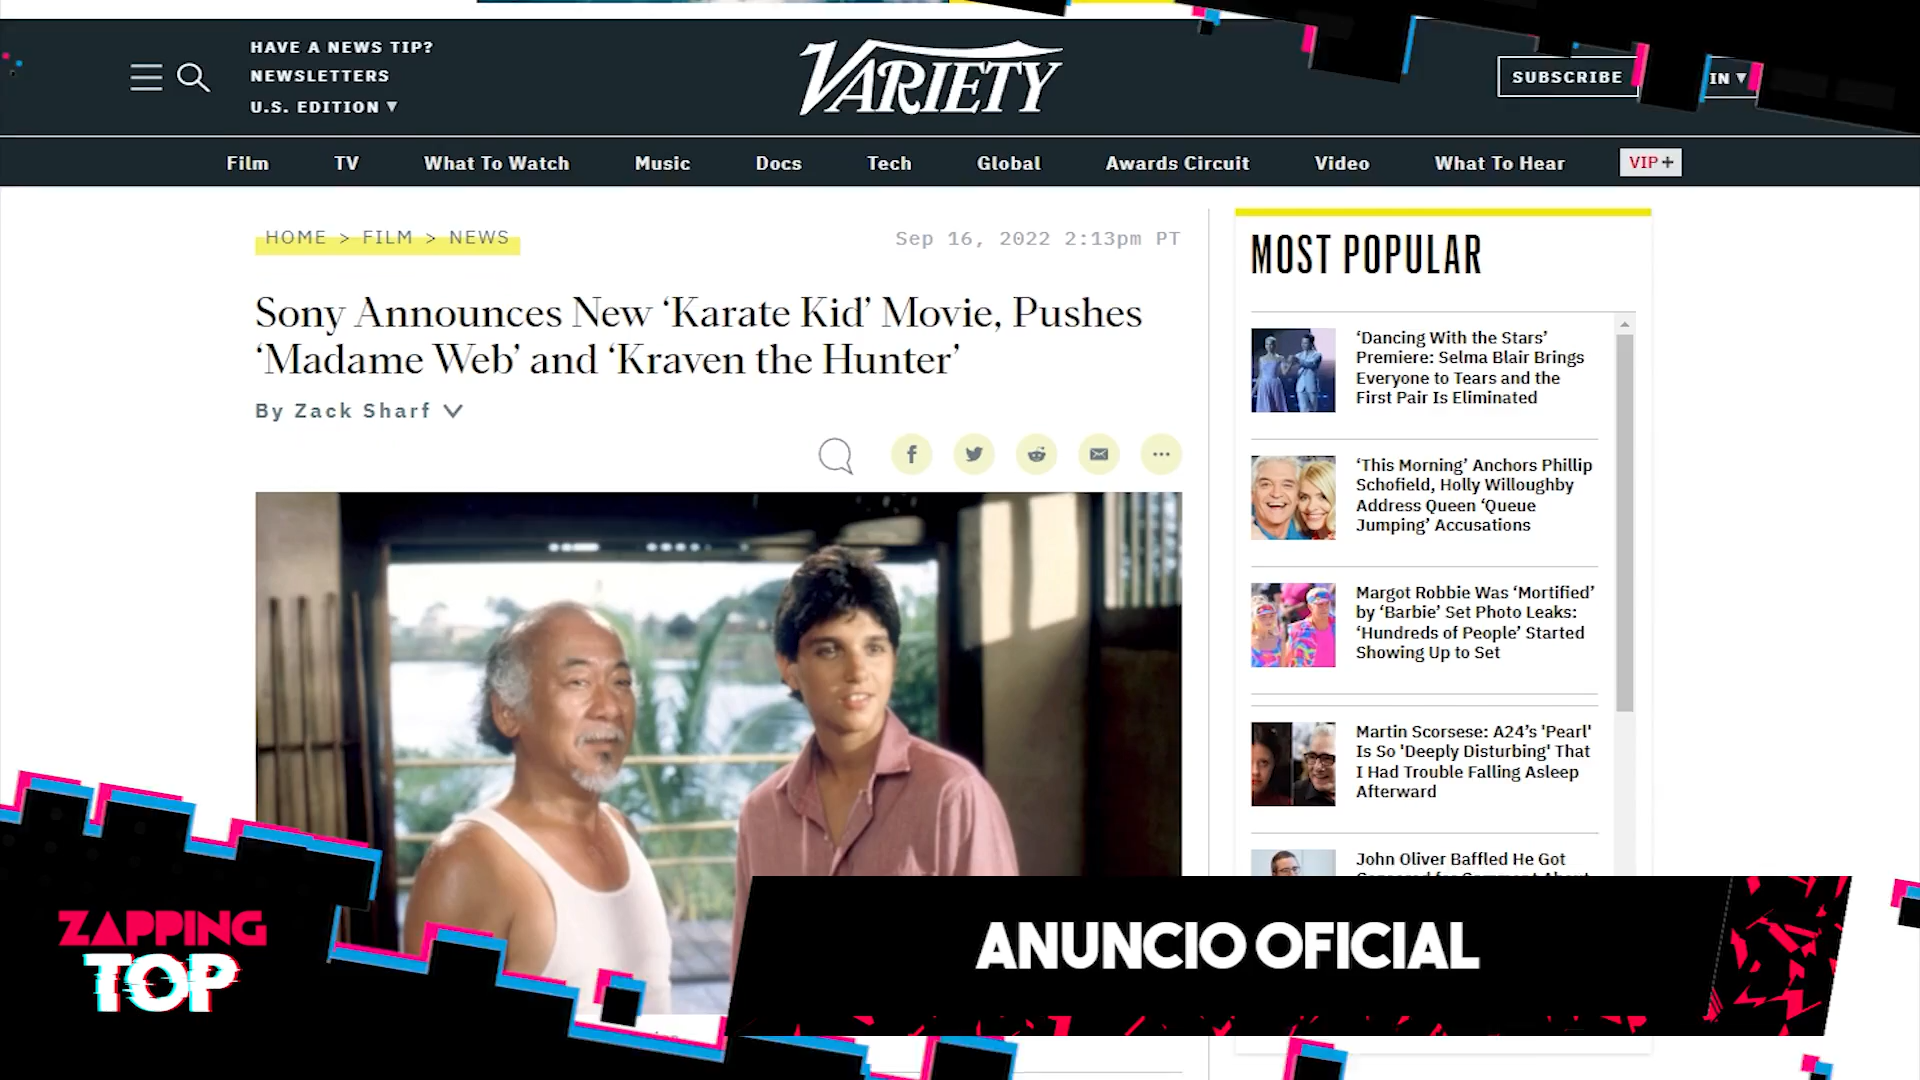 HAVE A NEWS TIP?
NEWSLETTERS
U.S. EDITION ▼
VARIETY
SUBSCRIBE
IN ▼
Film TV What To Watch Music Docs Tech Global Awards Circuit Video What To Hear VIP+
HOME > FILM > NEWS
Sep 16, 2022 2:13pm PT
Sony Announces New ‘Karate Kid’ Movie, Pushes
‘Madame Web’ and ‘Kraven the Hunter’
By Zack Sharf
MOST POPULAR
‘Dancing With the Stars’
Premiere: Selma Blair Brings
Everyone to Tears and the
First Pair Is Eliminated
‘This Morning’ Anchors Phillip
Schofield, Holly Willoughby
Address Queen ‘Queue
Jumping’ Accusations
Margot Robbie Was ‘Mortified’
by ‘Barbie’ Set Photo Leaks:
‘Hundreds of People’ Started
Showing Up to Set
Martin Scorsese: A24’s 'Pearl'
Is So 'Deeply Disturbing' That
I Had Trouble Falling Asleep
Afterward
John Oliver Baffled He Got
ZAPPING
TOP
ANUNCIO OFICIAL